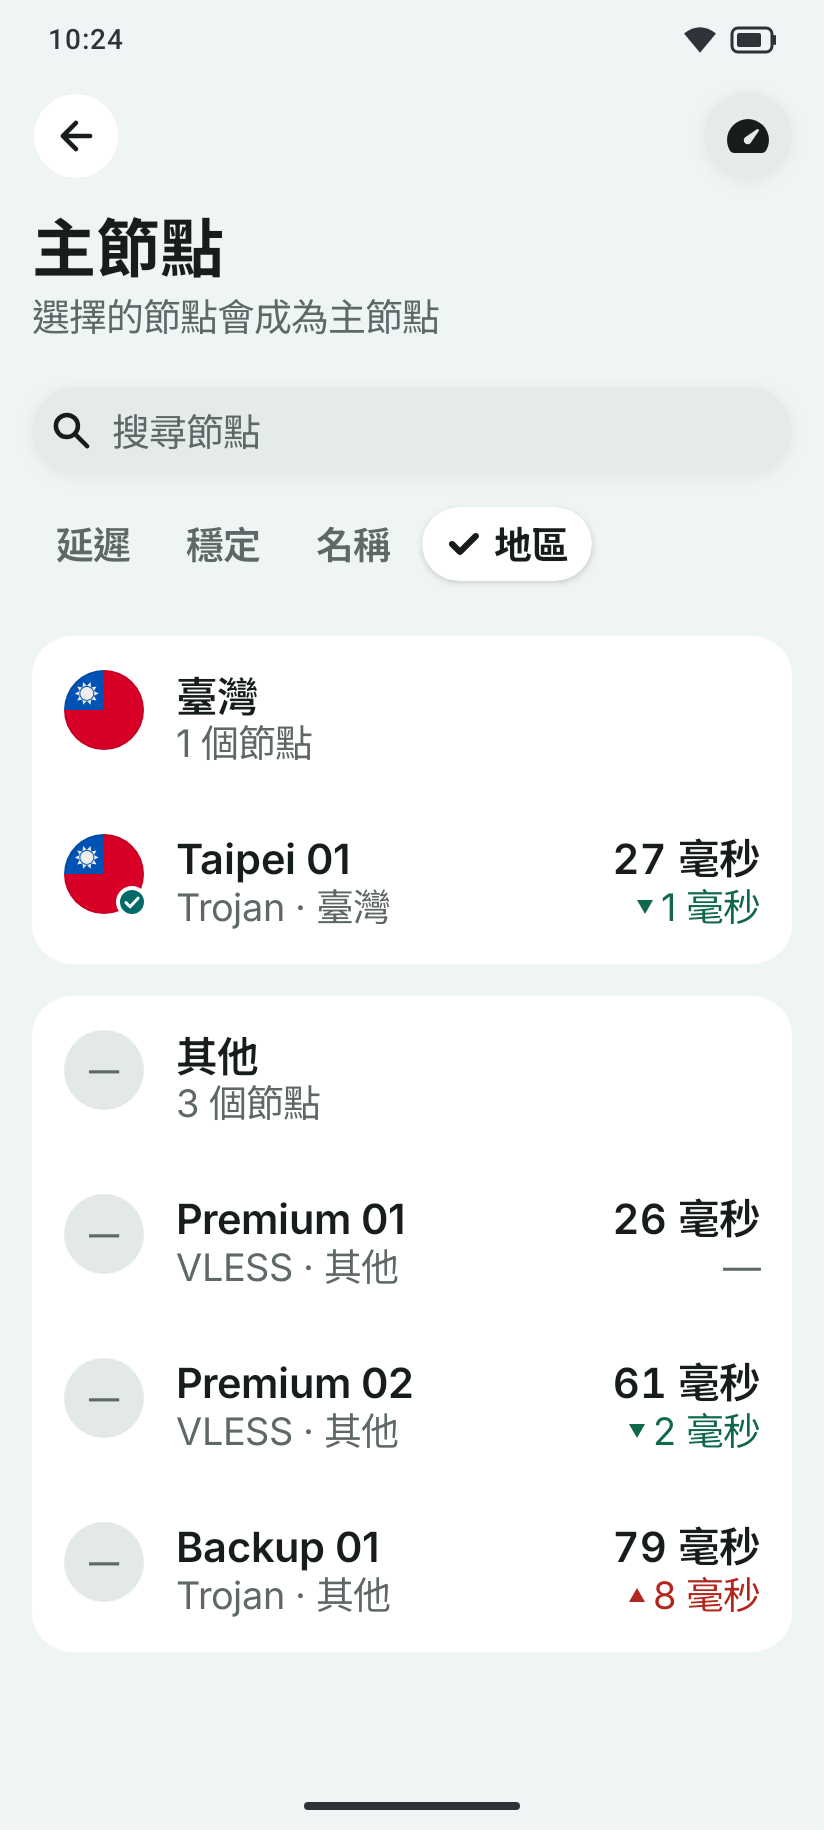 10:24
主節點
選擇的節點會成為主節點
搜尋節點
延遲 穩定 名稱 地區
臺灣
1 個節點
Taipei 01 27 毫秒
Trojan · 臺灣 ▼1 毫秒
— 其他
3 個節點
— Premium 01 26 毫秒
VLESS · 其他 —
— Premium 02 61 毫秒
VLESS · 其他 ▼2 毫秒
— Backup 01 79 毫秒
Trojan · 其他 ▲8 毫秒